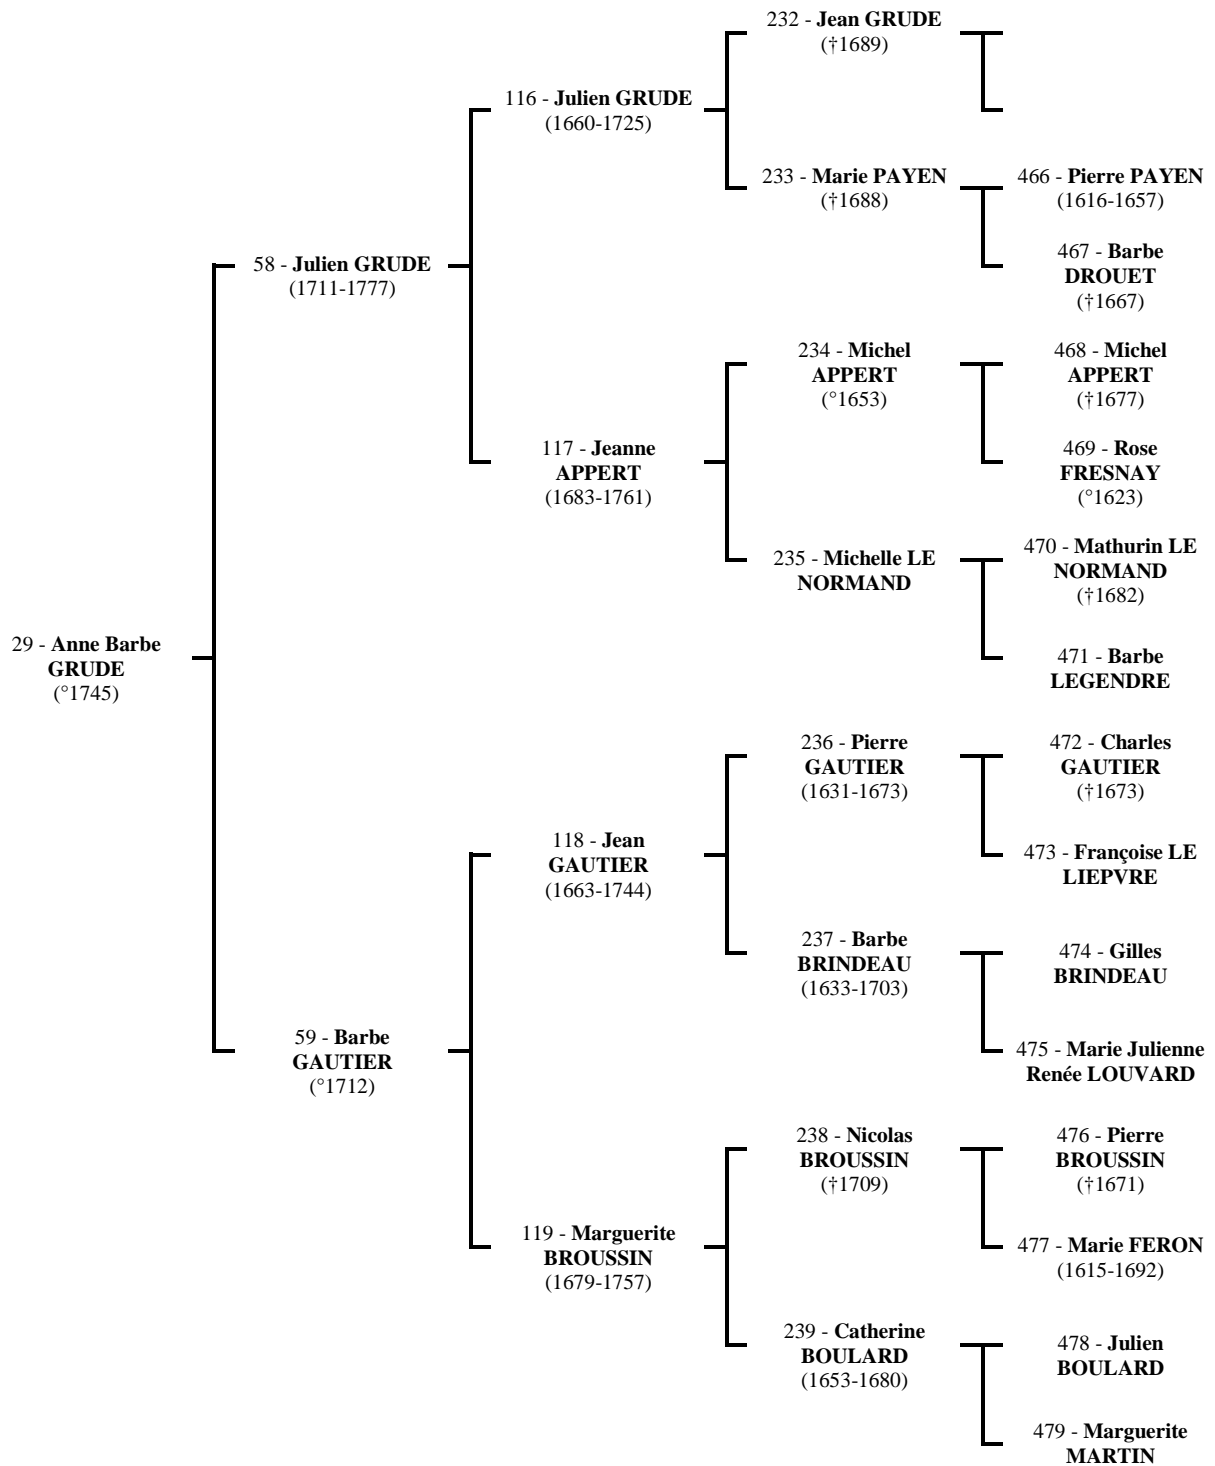 232 - Jean GRUDE
(†1689)
116 - Julien GRUDE
(1660-1725)
233 - Marie PAYEN
(†1688)
466 - Pierre PAYEN
(1616-1657)
58 - Julien GRUDE
(1711-1777)
467 - Barbe
DROUET
(†1667)
234 - Michel
APPERT
(°1653)
468 - Michel
APPERT
(†1677)
117 - Jeanne
APPERT
(1683-1761)
469 - Rose
FRESNAY
(°1623)
235 - Michelle LE
NORMAND
470 - Mathurin LE
NORMAND
(†1682)
29 - Anne Barbe
GRUDE
(°1745)
471 - Barbe
LEGENDRE
236 - Pierre
GAUTIER
(1631-1673)
472 - Charles
GAUTIER
(†1673)
118 - Jean
GAUTIER
(1663-1744)
473 - Françoise LE
LIEPVRE
237 - Barbe
BRINDEAU
(1633-1703)
474 - Gilles
BRINDEAU
59 - Barbe
GAUTIER
(°1712)
475 - Marie Julienne
Renée LOUVARD
238 - Nicolas
BROUSSIN
(†1709)
476 - Pierre
BROUSSIN
(†1671)
119 - Marguerite
BROUSSIN
(1679-1757)
477 - Marie FERON
(1615-1692)
239 - Catherine
BOULARD
(1653-1680)
478 - Julien
BOULARD
479 - Marguerite
MARTIN